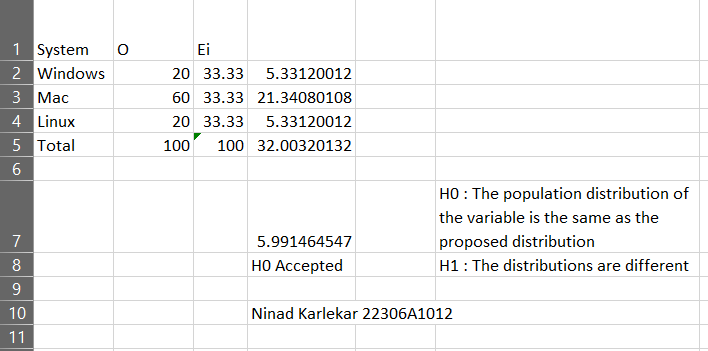 1 System O Ei
2 Windows 20 33.33 5.33120012
3 Mac 60 33.33 21.34080108
4 Linux 20 33.33 5.33120012
5 Total 100 100 32.00320132
6
H0 : The population distribution of
the variable is the same as the
7 5.991464547 proposed distribution
8 H0 Accepted H1 : The distributions are different
9
10 Ninad Karlekar 22306A1012
11